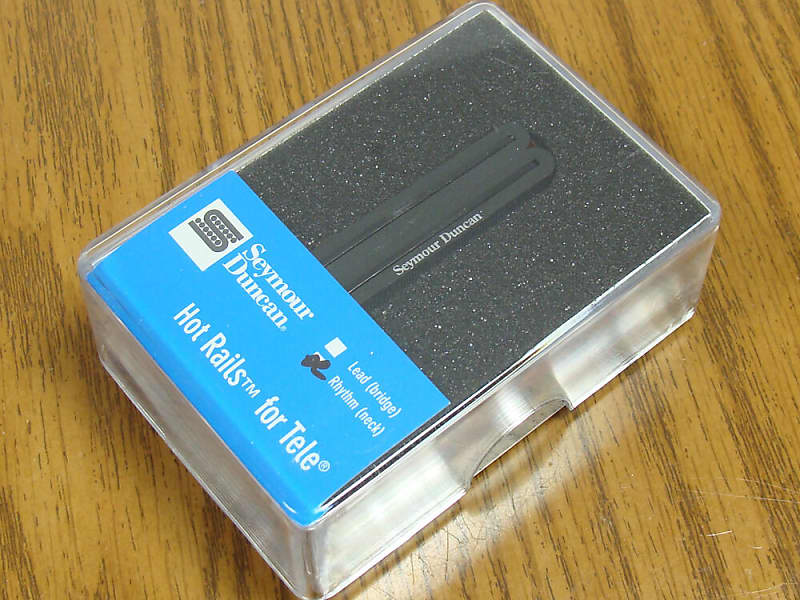 Seymour
Duncan®
Hot Rails™ for Tele®
Lead (bridge)
Rhythm (neck)
Seymour Duncan